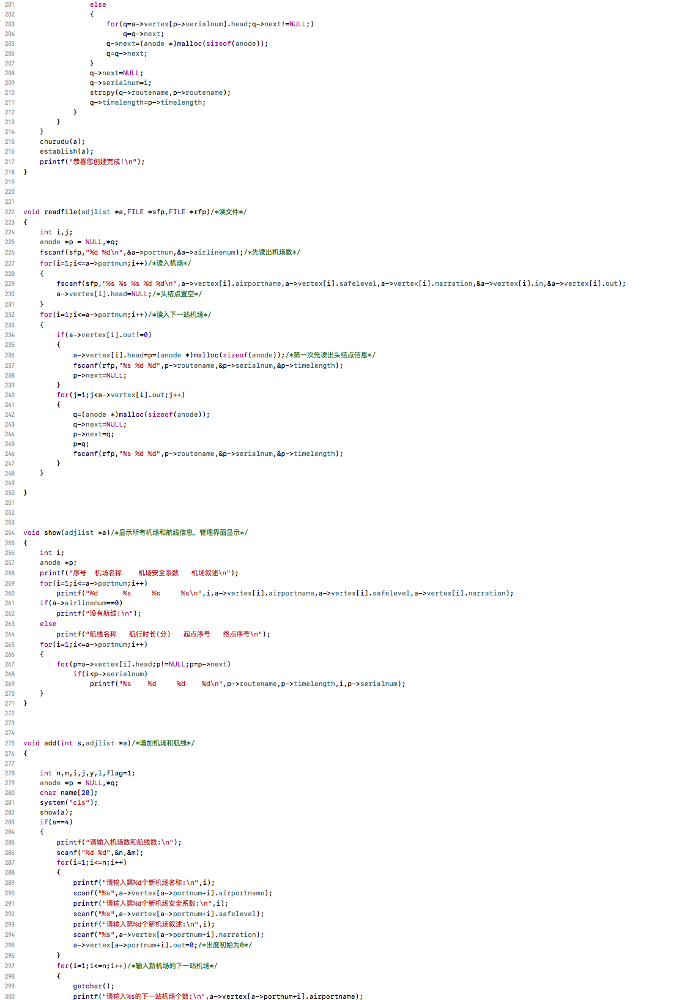 201                 else
202                 {
203                     for(q=a->vertex[p->serialnum].head;q->next!=NULL;)
204                         q=q->next;
205                     q->next=(anode *)malloc(sizeof(anode));
206                     q=q->next;
207                 }
208                 q->next=NULL;
209                 q->serialnum=i;
210                 strcpy(q->routename,p->routename);
211                 q->timelength=p->timelength;
212             }
213         }
214     }
215     churudu(a);
216     establish(a);
217     printf("恭喜您创建完成!\n");
218 }
219
220
221
222 void readfile(adjlist *a,FILE *sfp,FILE *rfp)/*读文件*/
223 {
224     int i,j;
225     anode *p = NULL,*q;
226     fscanf(sfp,"%d %d\n",&a->portnum,&a->airlinenum);/*先读出机场数*/
227     for(i=1;i<=a->portnum;i++)/*读入机场*/
228     {
229         fscanf(sfp,"%s %s %s %d %d\n",a->vertex[i].airportname,a->vertex[i].safelevel,a->vertex[i].narration,&a->vertex[i].in,&a->vertex[i].out);
230         a->vertex[i].head=NULL;/*头结点置空*/
231     }
232     for(i=1;i<=a->portnum;i++)/*读入下一站机场*/
233     {
234         if(a->vertex[i].out!=0)
235         {
236             a->vertex[i].head=p=(anode *)malloc(sizeof(anode));/*第一次先读出头结点信息*/
237             fscanf(rfp,"%s %d %d",p->routename,&p->serialnum,&p->timelength);
238             p->next=NULL;
239         }
240         for(j=1;j<a->vertex[i].out;j++)
241         {
242             q=(anode *)malloc(sizeof(anode));
243             q->next=NULL;
244             p->next=q;
245             p=q;
246             fscanf(rfp,"%s %d %d",p->routename,&p->serialnum,&p->timelength);
247         }
248     }
249
250 }
251
252
253
254 void show(adjlist *a)/*显示所有机场和航线信息，管理界面显示*/
255 {
256     int i;
257     anode *p;
258     printf("序号  机场名称    机场安全系数   机场叙述\n");
259     for(i=1;i<=a->portnum;i++)
260         printf("%d      %s     %s     %s\n",i,a->vertex[i].airportname,a->vertex[i].safelevel,a->vertex[i].narration);
261     if(a->airlinenum==0)
262         printf("没有航线!\n");
263     else
264         printf("航线名称   航行时长(分)   起点序号   终点序号\n");
265     for(i=1;i<=a->portnum;i++)
266     {
267         for(p=a->vertex[i].head;p!=NULL;p=p->next)
268             if(i<p->serialnum)
269                 printf("%s    %d     %d    %d\n",p->routename,p->timelength,i,p->serialnum);
270     }
271 }
272
273
274
275 void add(int s,adjlist *a)/*增加机场和航线*/
276 {
277
278     int n,m,i,j,y,l,flag=1;
279     anode *p = NULL,*q;
280     char name[20];
281     system("cls");
282     show(a);
283     if(s==4)
284     {
285         printf("请输入机场数和航线数:\n");
286         scanf("%d %d",&n,&m);
287         for(i=1;i<=n;i++)
288         {
289             printf("请输入第%d个新机场名称:\n",i);
290             scanf("%s",a->vertex[a->portnum+i].airportname);
291             printf("请输入第%d个新机场安全系数:\n",i);
292             scanf("%s",a->vertex[a->portnum+i].safelevel);
293             printf("请输入第%d个新机场叙述:\n",i);
294             scanf("%s",a->vertex[a->portnum+i].narration);
295             a->vertex[a->portnum+i].out=0;/*出度初始为0*/
296         }
297         for(i=1;i<=n;i++)/*输入新机场的下一站机场*/
298         {
299             getchar();
300             printf("请输入%s的下一站机场个数:\n",a->vertex[a->portnum+i].airportname);